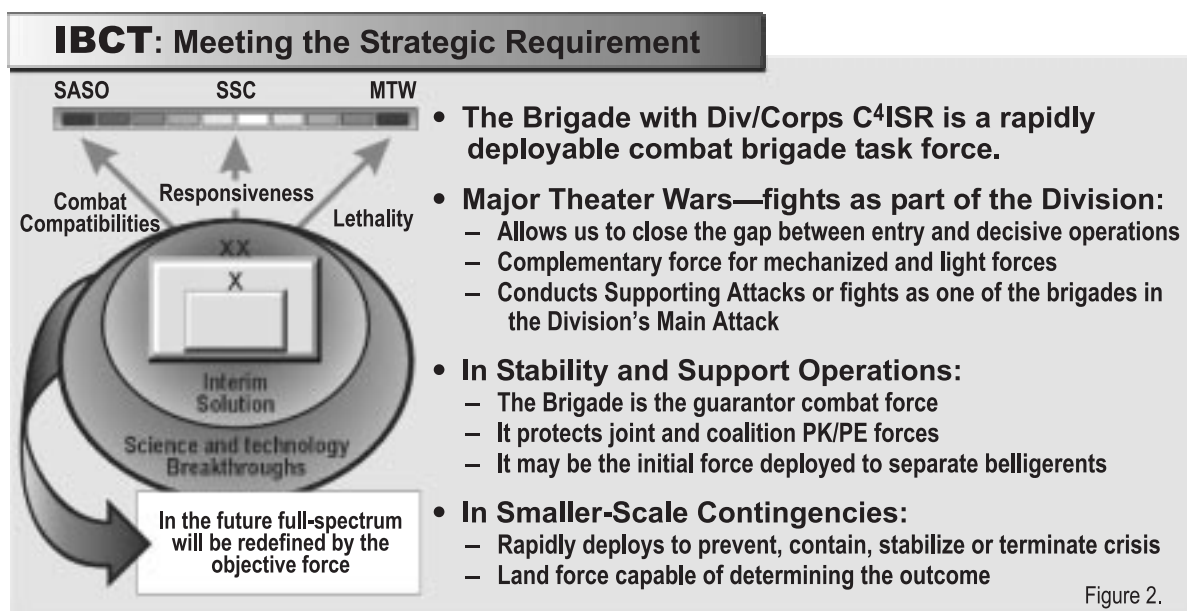 IBCT: Meeting the Strategic Requirement
SASO SSC MTW
Combat
Compatibilities
Responsiveness
Lethality
XX
X
Interim
Solution
Science and technology
Breakthroughs
In the future full-spectrum
will be redefined by the
objective force
• The Brigade with Div/Corps C4ISR is a rapidly
deployable combat brigade task force.
• Major Theater Wars—fights as part of the Division:
– Allows us to close the gap between entry and decisive operations
– Complementary force for mechanized and light forces
– Conducts Supporting Attacks or fights as one of the brigades in
the Division's Main Attack
• In Stability and Support Operations:
– The Brigade is the guarantor combat force
– It protects joint and coalition PK/PE forces
– It may be the initial force deployed to separate belligerents
• In Smaller-Scale Contingencies:
– Rapidly deploys to prevent, contain, stabilize or terminate crisis
– Land force capable of determining the outcome
Figure 2.